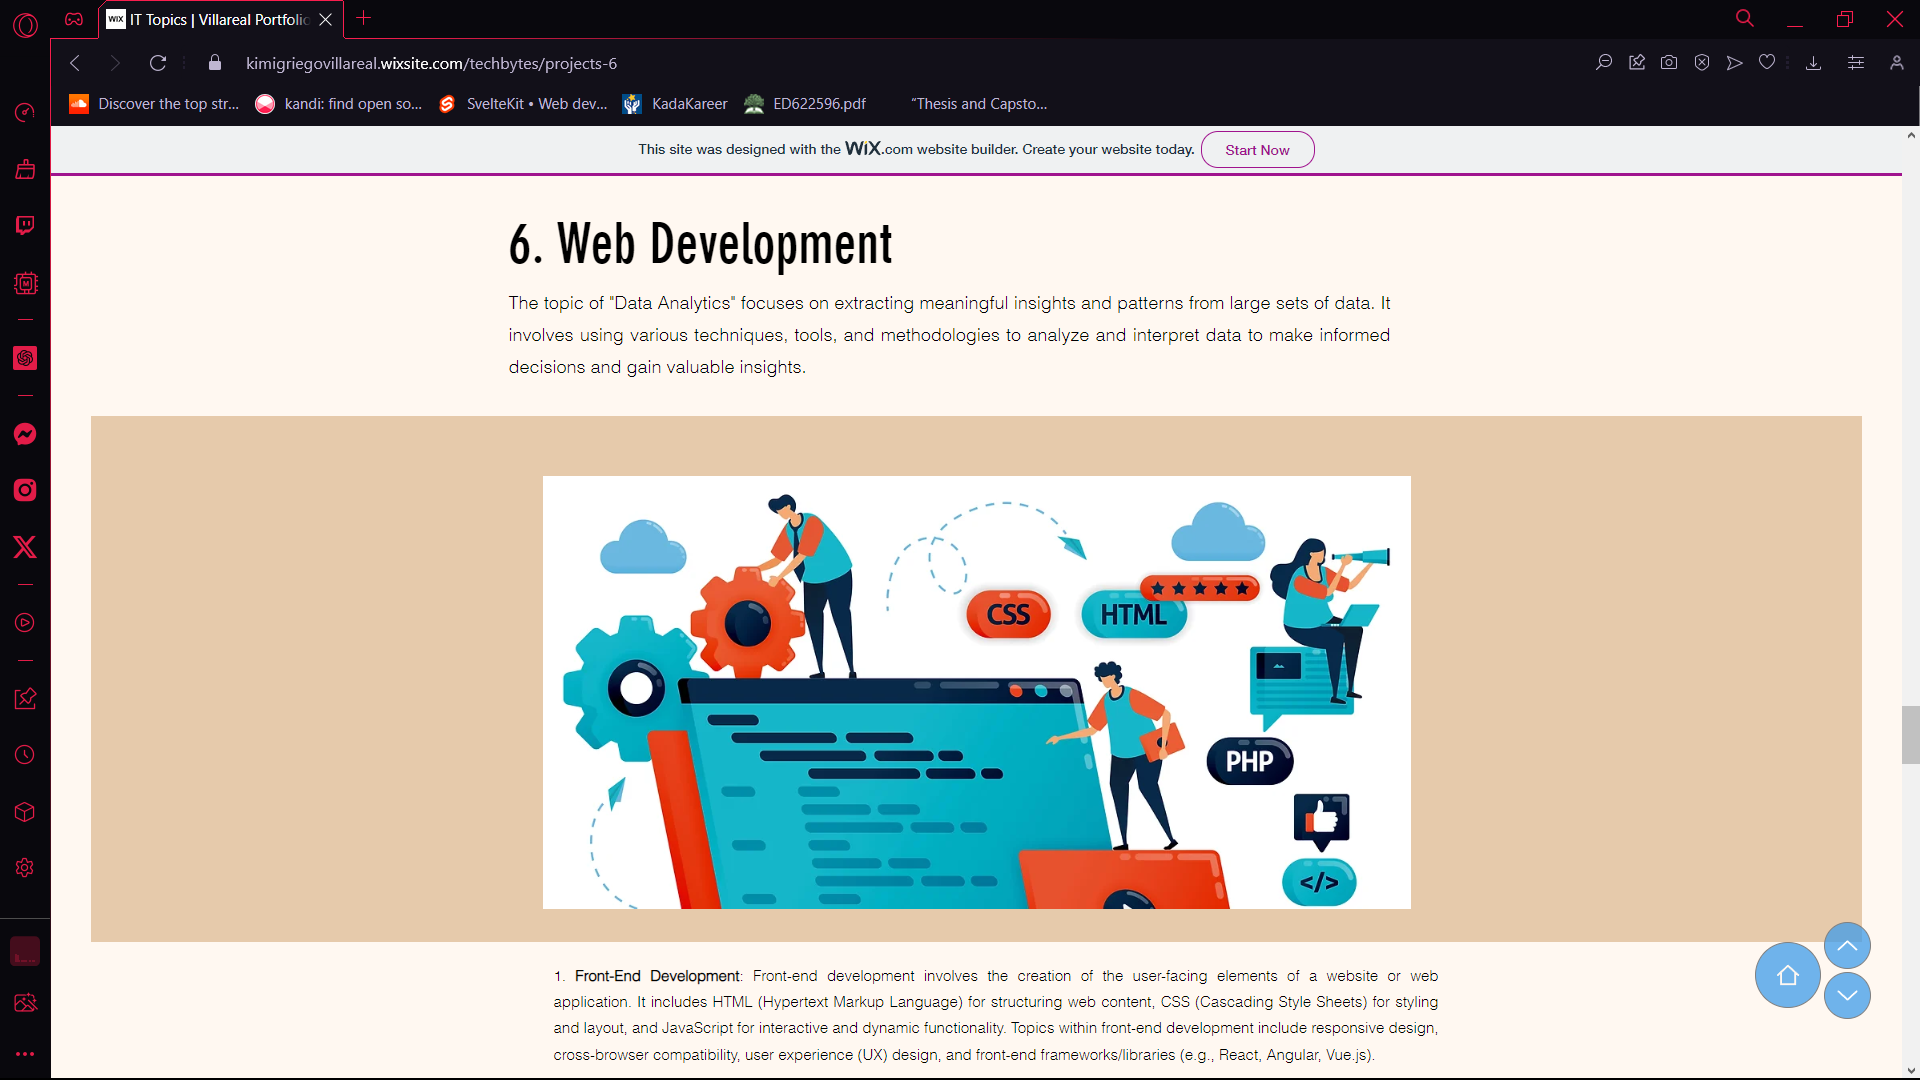 WIX IT Topics | Villareal Portfolio
kimigriegovillareal.wixsite.com/techbytes/projects-6
Discover the top str... kandi: find open so... SvelteKit • Web dev... KadaKareer ED622596.pdf "Thesis and Capsto...
This site was designed with the WiX.com website builder. Create your website today. Start Now
6. Web Development
The topic of "Data Analytics" focuses on extracting meaningful insights and patterns from large sets of data. It
involves using various techniques, tools, and methodologies to analyze and interpret data to make informed
decisions and gain valuable insights.
CSS HTML
PHP
</>
1. Front-End Development: Front-end development involves the creation of the user-facing elements of a website or web
application. It includes HTML (Hypertext Markup Language) for structuring web content, CSS (Cascading Style Sheets) for styling
and layout, and JavaScript for interactive and dynamic functionality. Topics within front-end development include responsive design,
cross-browser compatibility, user experience (UX) design, and front-end frameworks/libraries (e.g., React, Angular, Vue.js).